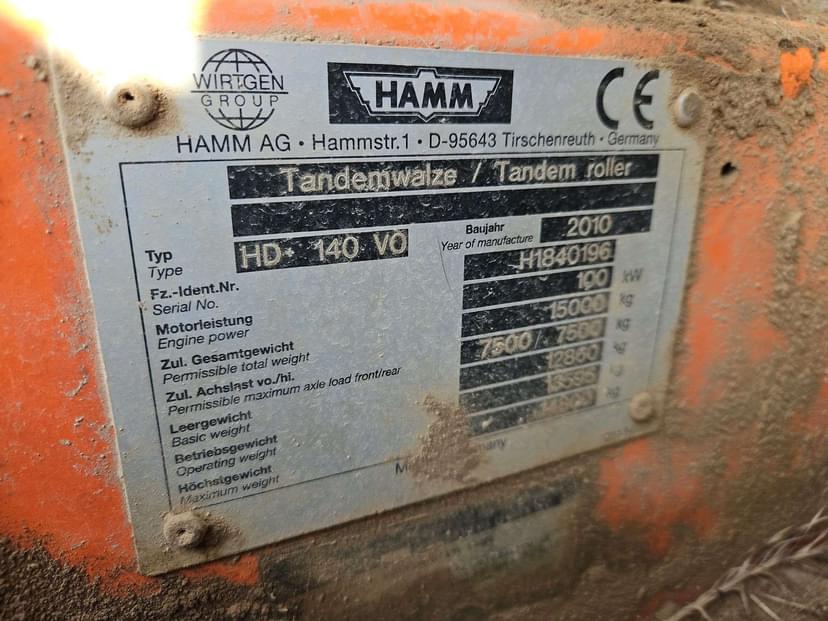 WIRTGEN
GROUP
HAMM
CE
HAMM AG · Hammstr.1 · D-95643 Tirschenreuth · Germany
Tandemwalze / Tandem roller
Typ
Type
HD+ 140 VO
Baujahr
Year of manufacture
2010
Fz.-Ident.Nr.
Serial No.
H1840196
Motorleistung
Engine power
100 kW
Zul. Gesamtgewicht
Permissible total weight
15000 kg
Zul. Achslast vo./hi.
Permissible maximum axle load front/rear
7500 / 7500 kg
Leergewicht
Basic weight
12860 kg
Betriebsgewicht
Operating weight
Höchstgewicht
Maximum weight
kg